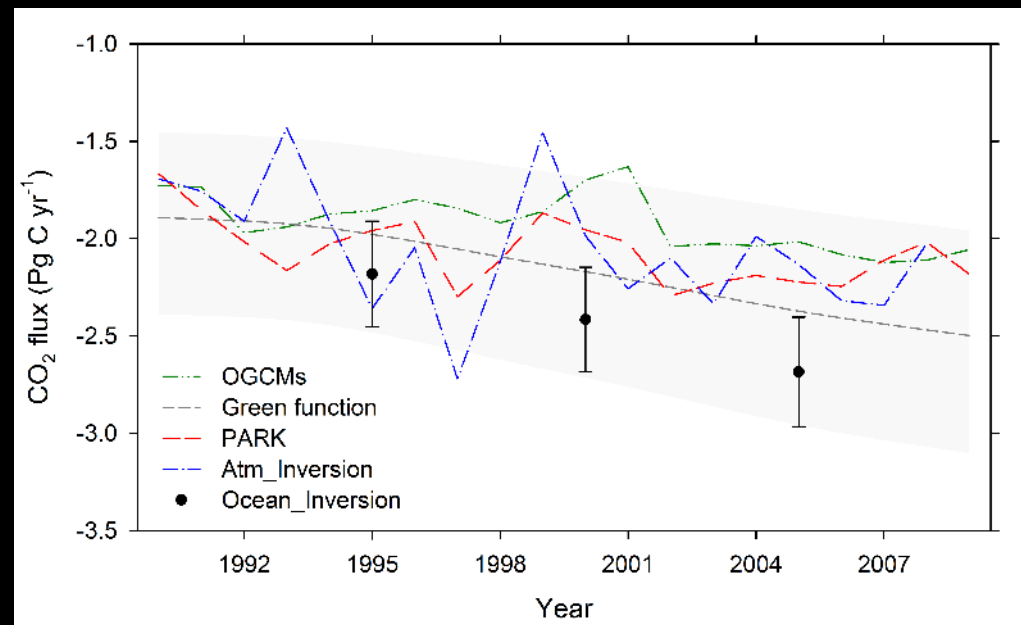 -1.0
-1.5
-2.0
-2.5
-3.0
-3.5
CO₂ flux (Pg C yr⁻¹)
OGCMs
Green function
PARK
Atm_Inversion
Ocean_Inversion
1992 1995 1998 2001 2004 2007
Year